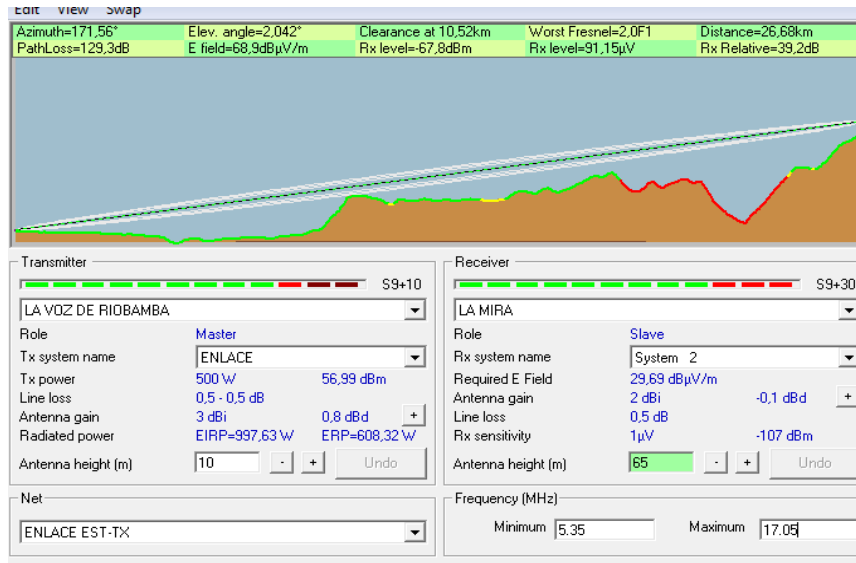 Edit View Swap
Azimuth=171,56° Elev. angle=2,042° Clearance at 10,52km Worst Fresnel=2,0F1 Distance=26,68km
PathLoss=129,3dB E field=68,9dBµV/m Rx level=-67,8dBm Rx level=91,15µV Rx Relative=39,2dB
Transmitter
S9+10
LA VOZ DE RIOBAMBA
Role Master
Tx system name ENLACE
Tx power 500 W 56,99 dBm
Line loss 0,5 - 0,5 dB
Antenna gain 3 dBi 0,8 dBd +
Radiated power EIRP=997,63 W ERP=608,32 W
Antenna height (m) 10 - + Undo
Net
ENLACE EST-TX
Receiver
S9+30
LA MIRA
Role Slave
Rx system name System 2
Required E Field 29,69 dBµV/m
Antenna gain 2 dBi -0,1 dBd +
Line loss 0,5 dB
Rx sensitivity 1µV -107 dBm
Antenna height (m) 65 - + Undo
Frequency (MHz)
Minimum 5.35 Maximum 17.05